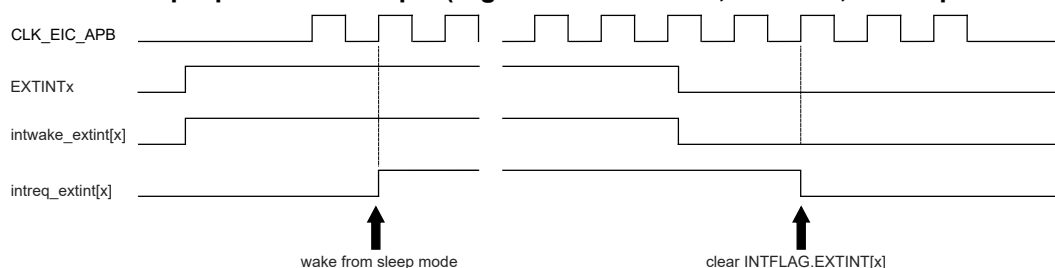 CLK_EIC_APB
EXTINTx
intwake_extint[x]
intreq_extint[x]
wake from sleep mode
clear INTFLAG.EXTINT[x]